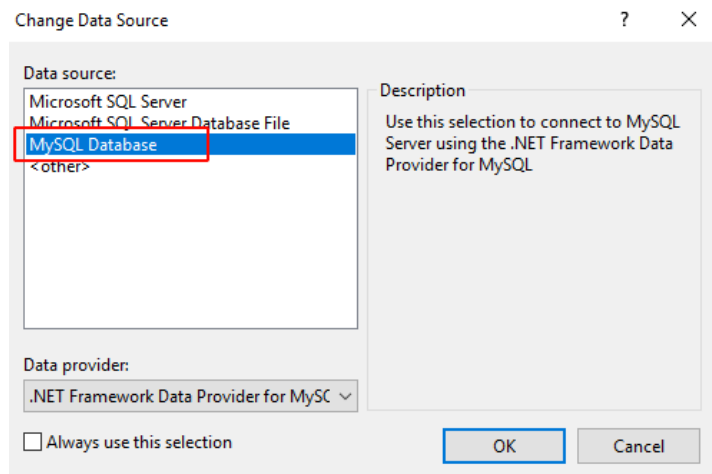 Change Data Source
?
Data source:
Microsoft SQL Server
Microsoft SQL Server Database File
MySQL Database
<other>
Description
Use this selection to connect to MySQL
Server using the .NET Framework Data
Provider for MySQL
Data provider:
.NET Framework Data Provider for MySC
Always use this selection
OK
Cancel